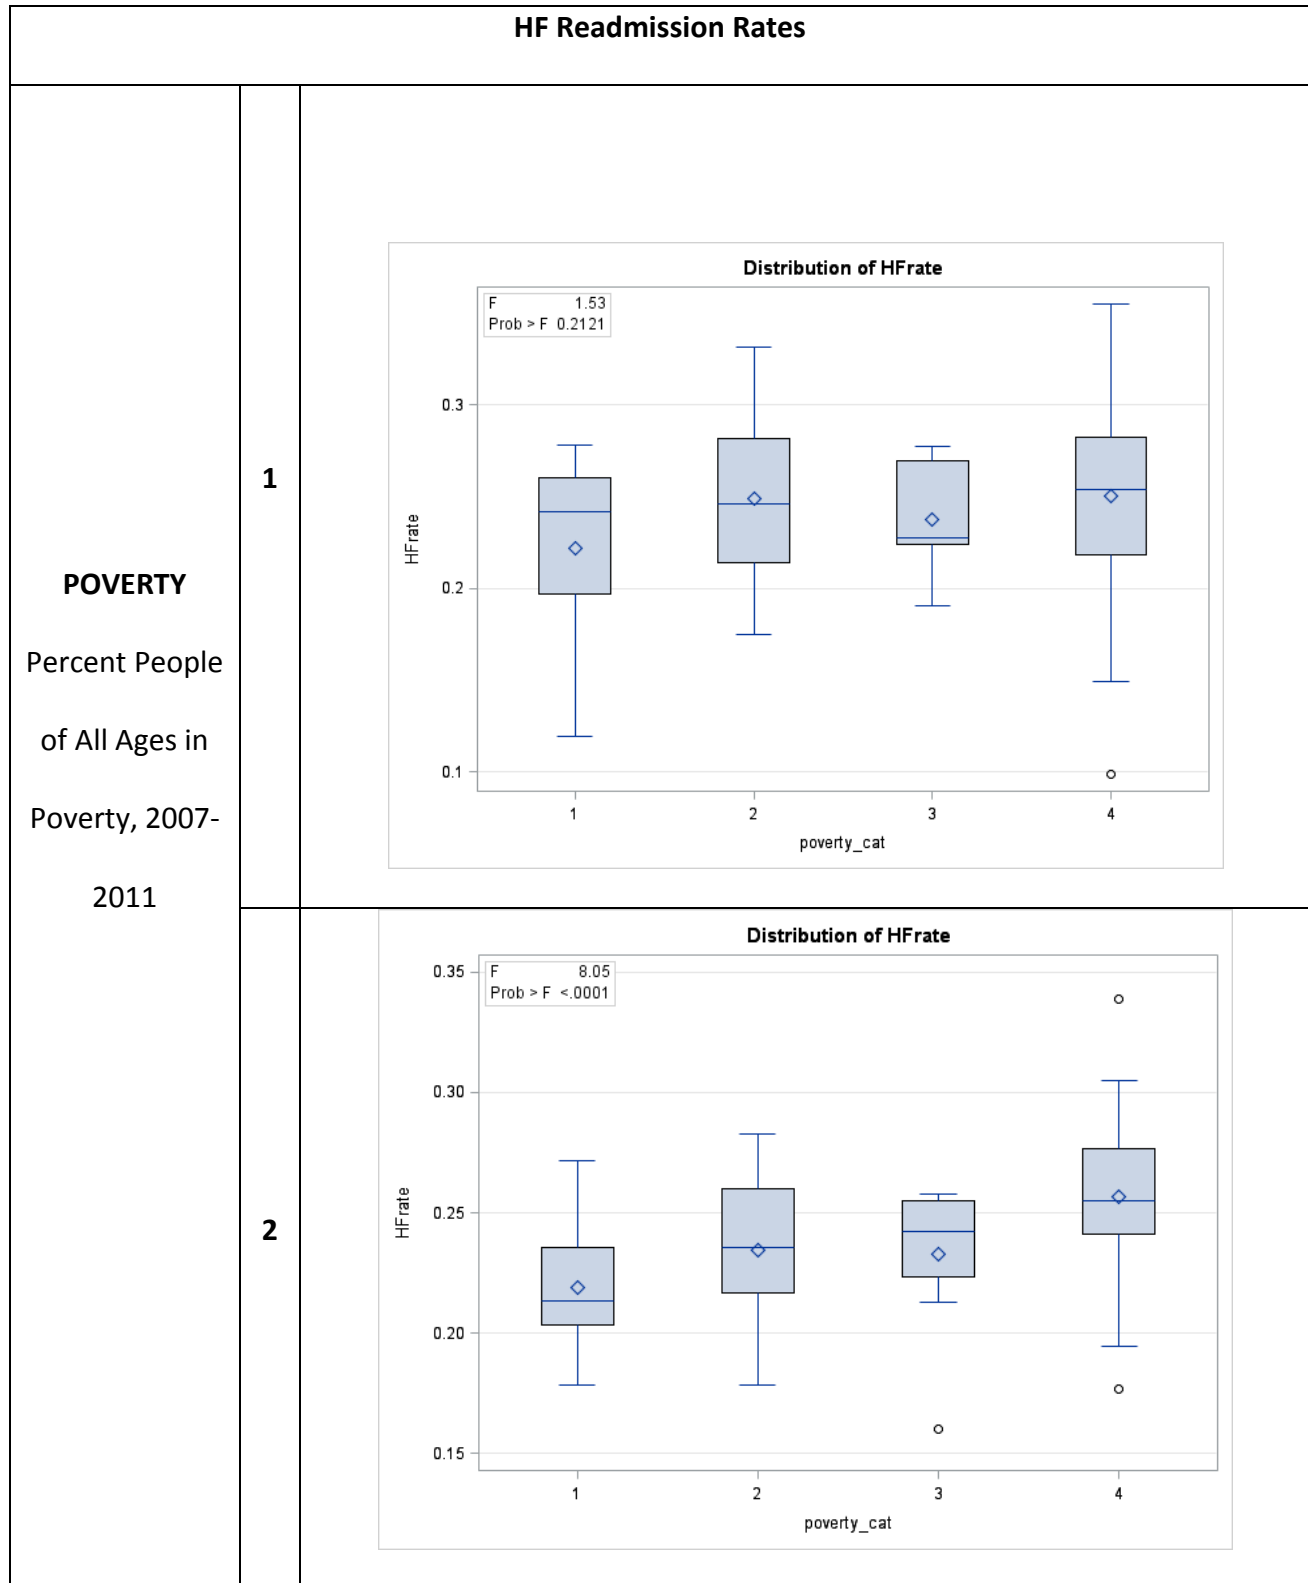 HF Readmission Rates
POVERTY
Percent People
of All Ages in
Poverty, 2007-
2011
1
Distribution of HFrate
F 1.53
Prob > F 0.2121
HFrate
0.3
0.2
0.1
1 2 3 4
poverty_cat
2
Distribution of HFrate
F 8.05
Prob > F <.0001
HFrate
0.35
0.30
0.25
0.20
0.15
1 2 3 4
poverty_cat